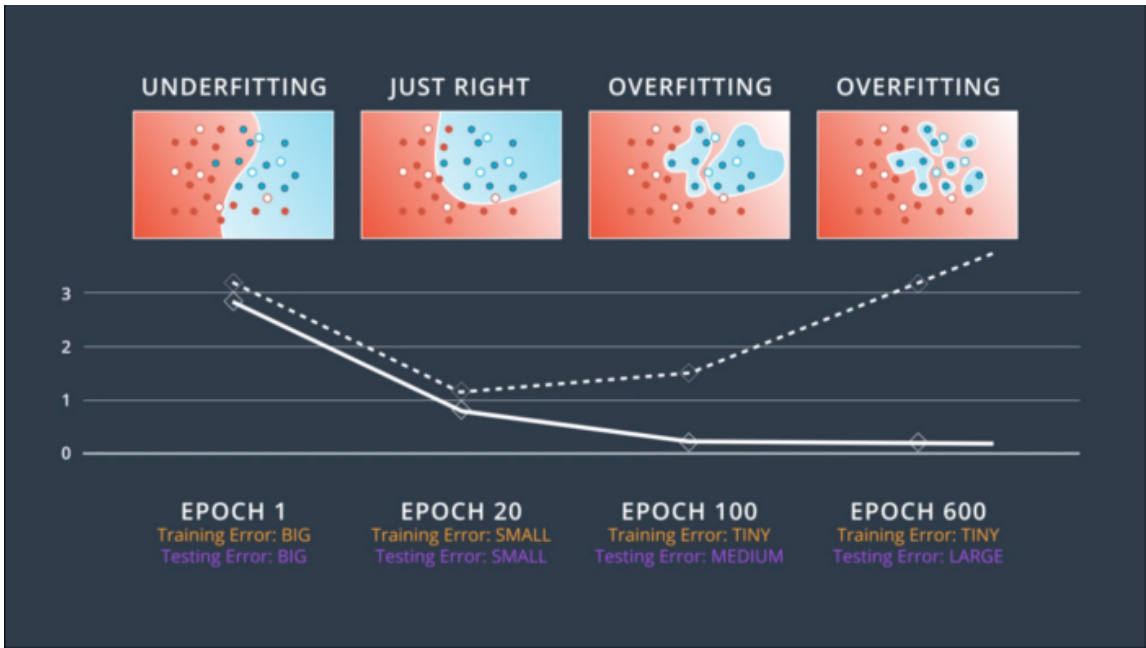 UNDERFITTING
JUST RIGHT
OVERFITTING
OVERFITTING
3
2
1
0
EPOCH 1
Training Error: BIG
Testing Error: BIG
EPOCH 20
Training Error: SMALL
Testing Error: SMALL
EPOCH 100
Training Error: TINY
Testing Error: MEDIUM
EPOCH 600
Training Error: TINY
Testing Error: LARGE